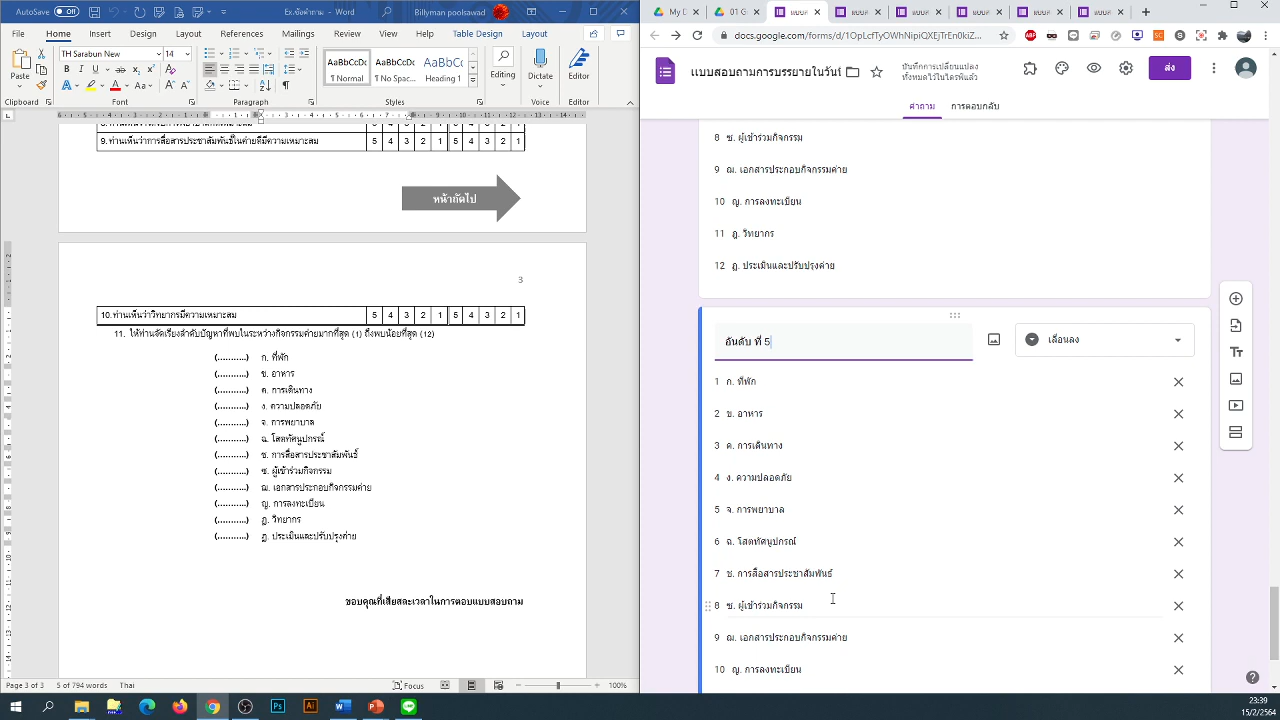 AutoSave Off
Ex.ข้อคำถาม - Word
Billyman poolsawad
File
Home
Insert
Design
Layout
References
Mailings
Review
View
Acrobat
Table Design
Layout
TH Sarabun New
14
Paste
Clipboard
Font
Paragraph
AaBbCcDc
AaBbCcDc
AaBbCc
¶ Normal
¶ No Spac...
Heading 1
Styles
Editing
Dictate
Voice
Editor
Editor
9.ท่านเห็นว่าการสื่อสารประชาสัมพันธ์ในค่ายที่มีความเหมาะสม 5 4 3 2 1 5 4 3 2 1
หน้าถัดไป
3
10.ท่านเห็นว่าวิทยากรมีความเหมาะสม 5 4 3 2 1 5 4 3 2 1
11. ให้ท่านจัดเรียงลำดับปัญหาที่พบในระหว่างกิจกรรมค่ายมากที่สุด (1) ถึงพบน้อยที่สุด (12)
(...........) ก. ที่พัก
(...........) ข. อาหาร
(...........) ค. การเดินทาง
(...........) ง. ความปลอดภัย
(...........) จ. การพยาบาล
(...........) ฉ. โสตทัศนูปกรณ์
(...........) ช. การสื่อสารประชาสัมพันธ์
(...........) ซ. ผู้เข้าร่วมกิจกรรม
(...........) ฌ. เอกสารประกอบกิจกรรมค่าย
(...........) ญ. การลงทะเบียน
(...........) ฎ. วิทยากร
(...........) ฏ. ประเมินและปรับปรุงค่าย
ขอบคุณที่เสียสละเวลาในการตอบแบบสอบถาม
Page 3 of 3
5 of 794 words
Thai
Focus
100%
My D
01 G
แบบส
docs.google.com/forms/d/1OpLcfTyOWhNipiQXEJTrEn0kiZ...
แบบสอบถามการบรรยายในวันที่
บันทึกการเปลี่ยนแปลง
ทั้งหมดไว้ในไดรฟ์แล้ว
ส่ง
คำถาม
การตอบกลับ
8 ซ. ผู้เข้าร่วมกิจกรรม
9 ฌ. เอกสารประกอบกิจกรรมค่าย
10 ญ. การลงทะเบียน
11 ฎ. วิทยากร
12 ฏ. ประเมินและปรับปรุงค่าย
อันดับ ที่ 5
เลื่อนลง
1 ก. ที่พัก
2 ข. อาหาร
3 ค. การเดินทาง
4 ง. ความปลอดภัย
5 จ. การพยาบาล
6 ฉ. โสตทัศนูปกรณ์
7 ช. การสื่อสารประชาสัมพันธ์
8 ซ. ผู้เข้าร่วมกิจกรรม
9 ฌ. เอกสารประกอบกิจกรรมค่าย
10 ญ. การลงทะเบียน
23:39
15/2/2564